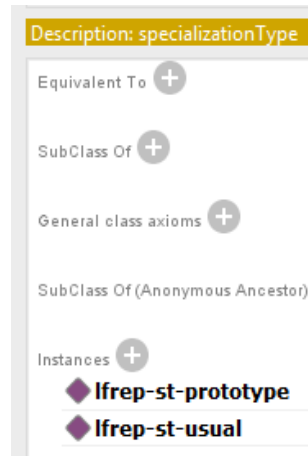 Description: specializationType
Equivalent To
SubClass Of
General class axioms
SubClass Of (Anonymous Ancestor)
Instances
lfrep-st-prototype
lfrep-st-usual